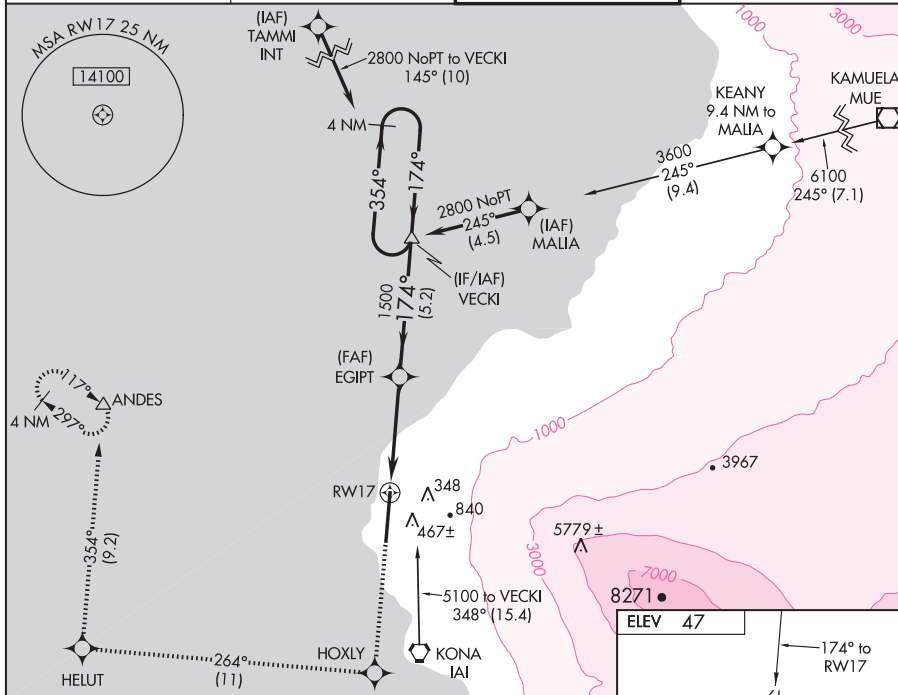 MSA RW17 25 NM
14100
(IAF)
TAMMI
INT
2800 NoPT to VECKI
145° (10)
4 NM
354°
174°
1000
3000
KEANY
9.4 NM to
MALIA
KAMUELA
MUE
3600
245°
(9.4)
6100
245° (7.1)
2800 NoPT
245°
(4.5)
(IAF)
MALIA
(IF/IAF)
VECKI
1500
174°
(5.2)
(FAF)
EGIPT
117°
297°
4 NM
ANDES
354°
(9.2)
RW17
348
840
467±
1000
3967
5779±
3000
7000
8271
5100 to VECKI
348° (15.4)
KONA
IAI
HOXLY
264°
(11)
HELUT
ELEV 47
174° to
RW17